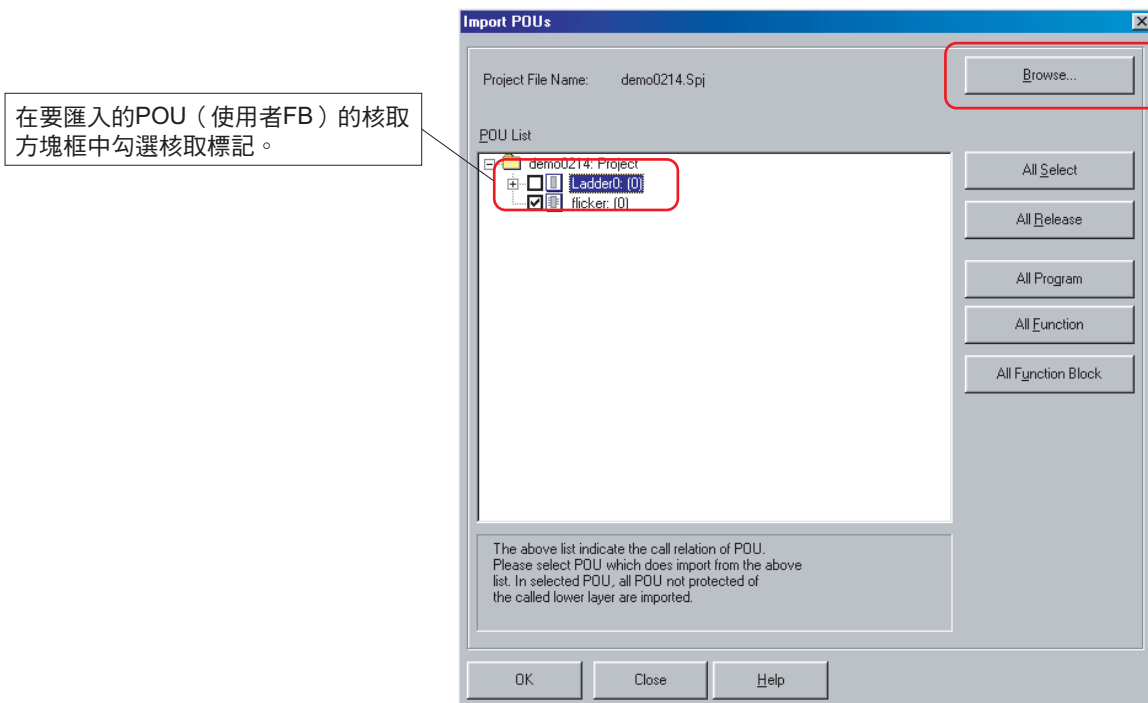 Import POUs
Project File Name: demo0214.Spj
Browse...
在要匯入的POU（使用者FB）的核取
方塊框中勾選核取標記。
POU List
demo0214: Project
Ladder0: (0)
flicker: (0)
All Select
All Release
All Program
All Function
All Function Block
The above list indicate the call relation of POU.
Please select POU which does import from the above
list. In selected POU, all POU not protected of
the called lower layer are imported.
OK
Close
Help